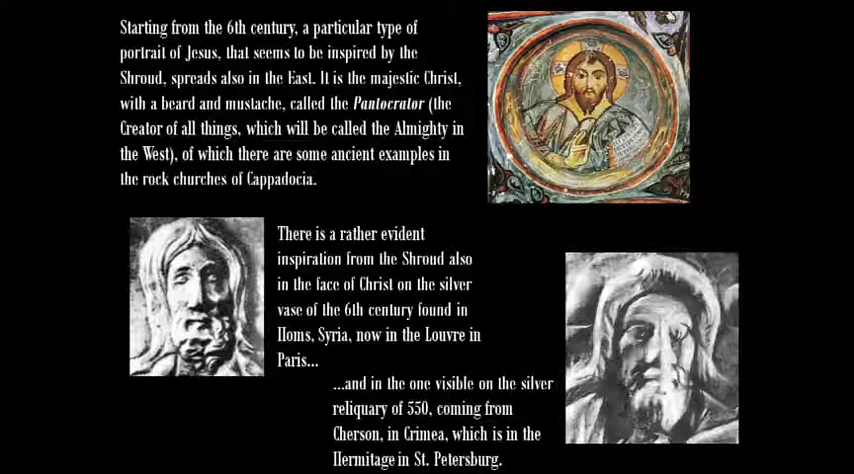 Starting from the 6th century, a particular type of
portrait of Jesus, that seems to be inspired by the
Shroud, spreads also in the East. It is the majestic Christ,
with a beard and mustache, called the Pantocrator (the
Creator of all things, which will be called the Almighty in
the West), of which there are some ancient examples in
the rock churches of Cappadocia.
There is a rather evident
inspiration from the Shroud also
in the face of Christ on the silver
vase of the 6th century found in
Homs, Syria, now in the Louvre in
Paris...
...and in the one visible on the silver
reliquary of 550, coming from
Cherson, in Crimea, which is in the
Hermitage in St. Petersburg.